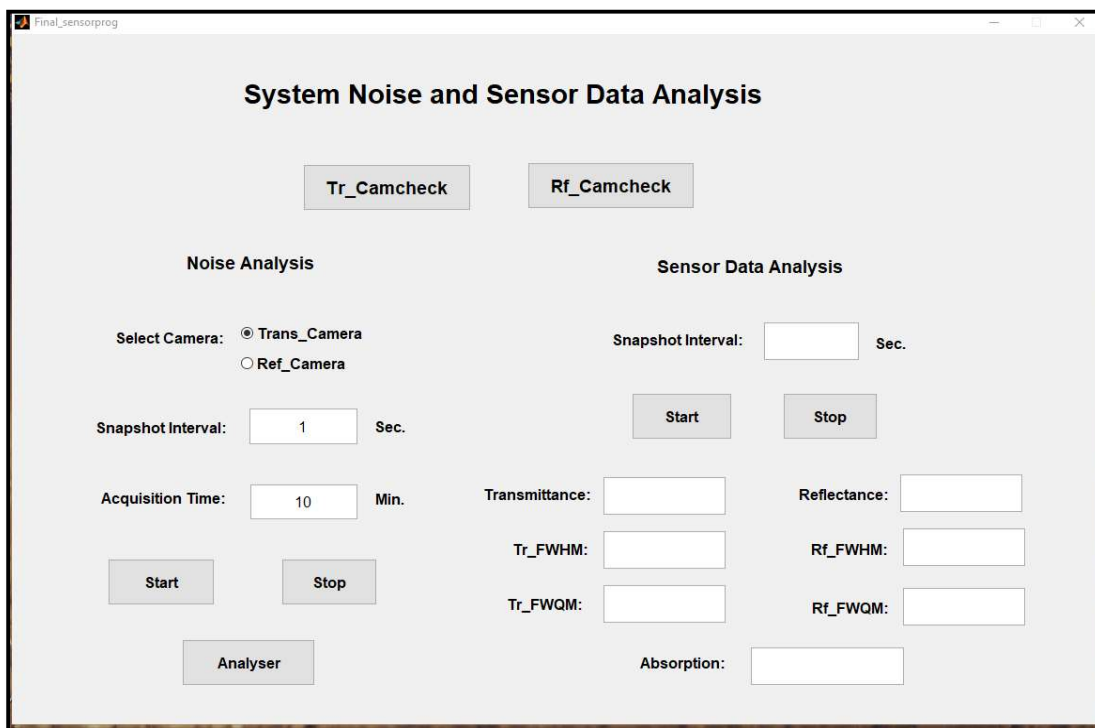 Final_sensorprog
System Noise and Sensor Data Analysis
Tr_Camcheck
Rf_Camcheck
Noise Analysis
Select Camera:
Trans_Camera
Ref_Camera
Snapshot Interval:
1
Sec.
Acquisition Time:
10
Min.
Start
Stop
Analyser
Sensor Data Analysis
Snapshot Interval:
Sec.
Start
Stop
Transmittance:
Reflectance:
Tr_FWHM:
Rf_FWHM:
Tr_FWQM:
Rf_FWQM:
Absorption: